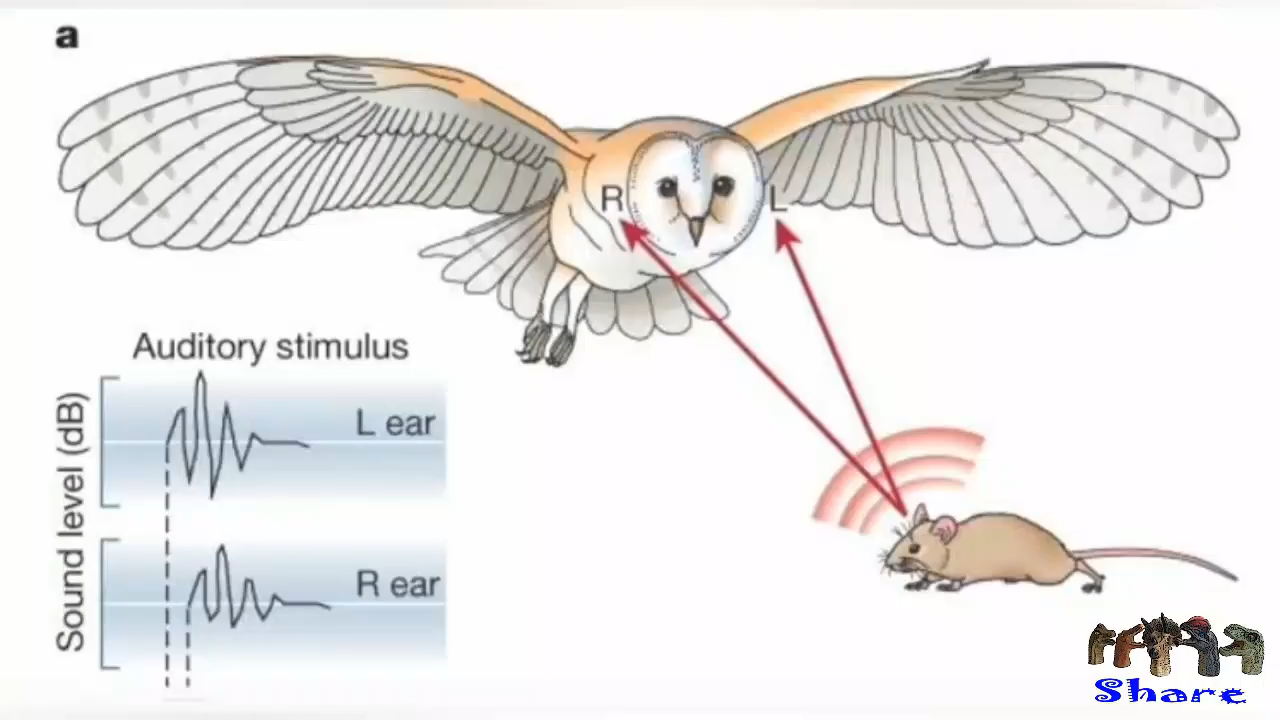 a
R
L
Auditory stimulus
Sound level (dB)
L ear
R ear
Share